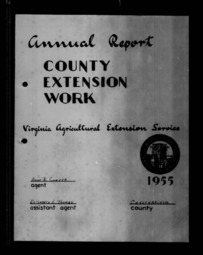 Annual Report
COUNTY
EXTENSION
WORK
Virginia Agricultural Extension Service
1955
agent
assistant agent
county